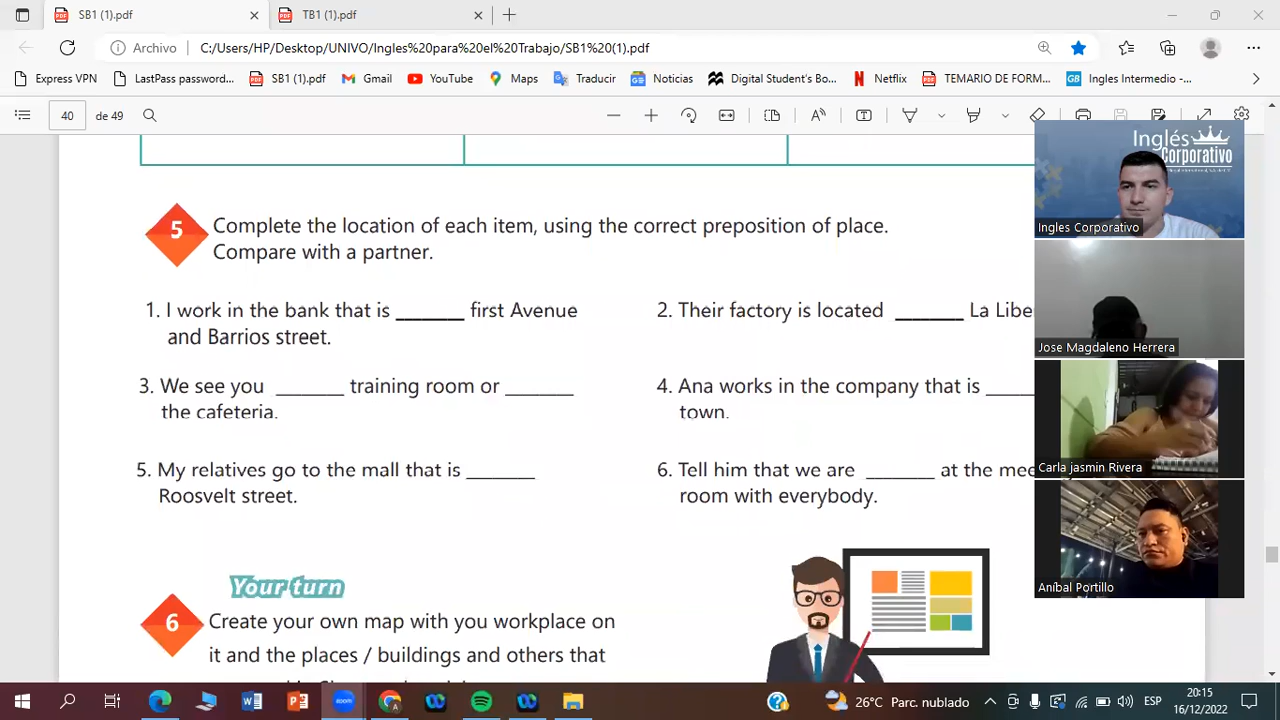 SB1 (1).pdf
TB1 (1).pdf
Archivo
C:/Users/HP/Desktop/UNIVO/Ingles%20para%20el%20Trabajo/SB1%20(1).pdf
Express VPN
LastPass password...
SB1 (1).pdf
Gmail
YouTube
Maps
Traducir
Noticias
Digital Student's Bo...
Netflix
TEMARIO DE FORM...
Ingles Intermedio -...
40
de 49
5
Complete the location of each item, using the correct preposition of place.
Compare with a partner.
1. I work in the bank that is ________ first Avenue
and Barrios street.
2. Their factory is located ________ La Libe
3. We see you ________ training room or ________
the cafeteria.
4. Ana works in the company that is ______
town.
5. My relatives go to the mall that is ________
Roosvelt street.
6. Tell him that we are ________ at the mee
room with everybody.
Your turn
6
Create your own map with you workplace on
it and the places / buildings and others that
Inglés
Corporativo
Ingles Corporativo
Jose Magdaleno Herrera
Carla jasmin Rivera
Aníbal Portillo
zoom
26°C Parc. nublado
ESP
20:15
16/12/2022